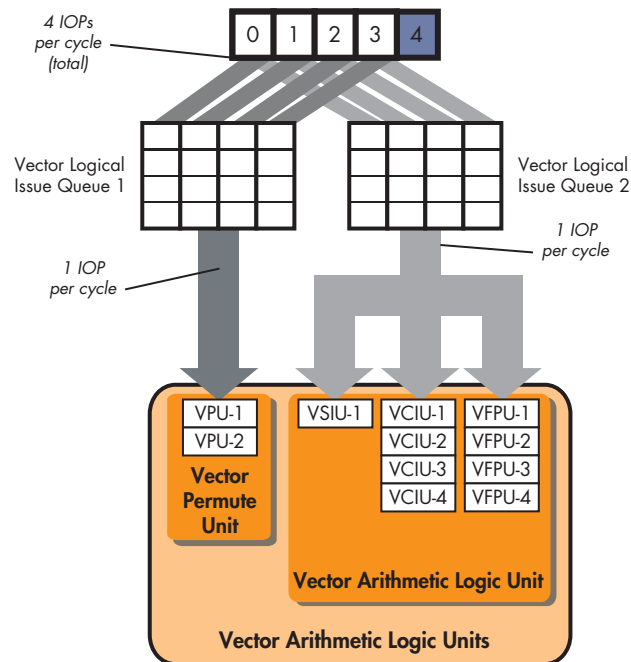 4 IOPs
per cycle
(total)
0 1 2 3 4
Vector Logical
Issue Queue 1
Vector Logical
Issue Queue 2
1 IOP
per cycle
1 IOP
per cycle
VPU-1
VPU-2
Vector
Permute
Unit
VSIU-1
VCIU-1
VCIU-2
VCIU-3
VCIU-4
VFPU-1
VFPU-2
VFPU-3
VFPU-4
Vector Arithmetic Logic Unit
Vector Arithmetic Logic Units